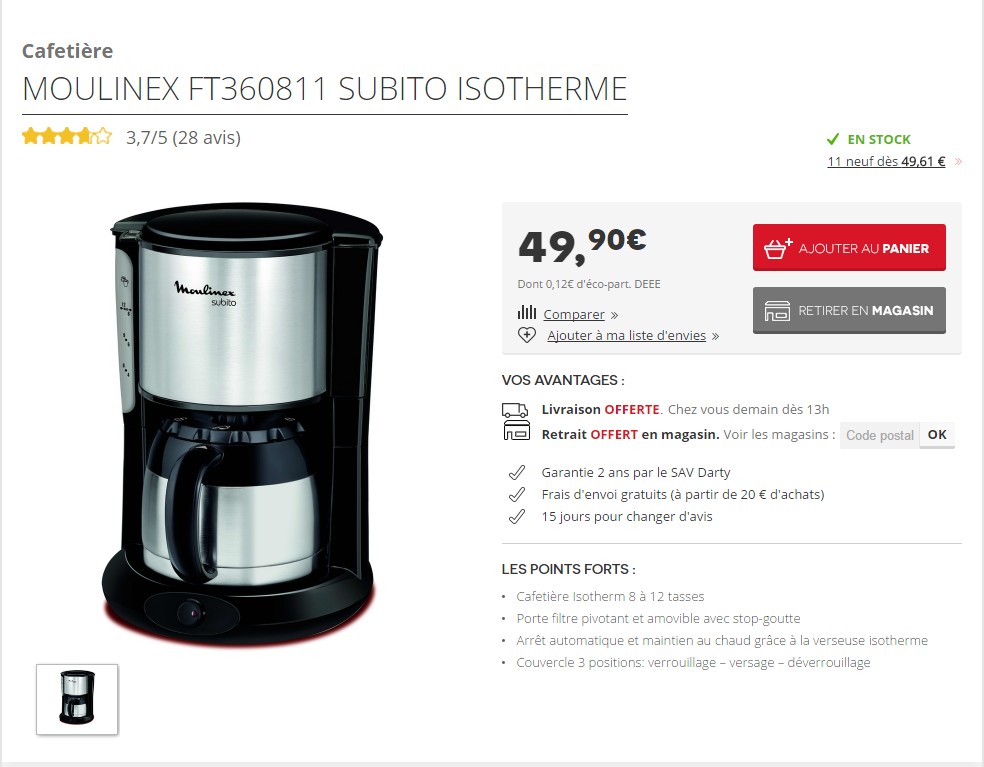 Cafetière
MOULINEX FT360811 SUBITO ISOTHERME
3,7/5 (28 avis)
EN STOCK
11 neuf dès 49,61 € »
Moulinex
subito
49,90€
Dont 0,12€ d'éco-part. DEEE
Comparer »
Ajouter à ma liste d'envies »
AJOUTER AU PANIER
RETIRER EN MAGASIN
VOS AVANTAGES :
Livraison OFFERTE. Chez vous demain dès 13h
Retrait OFFERT en magasin. Voir les magasins : Code postal OK
Garantie 2 ans par le SAV Darty
Frais d'envoi gratuits (à partir de 20 € d'achats)
15 jours pour changer d'avis
LES POINTS FORTS :
• Cafetière Isotherm 8 à 12 tasses
• Porte filtre pivotant et amovible avec stop-goutte
• Arrêt automatique et maintien au chaud grâce à la verseuse isotherme
• Couvercle 3 positions: verrouillage – versage – déverrouillage